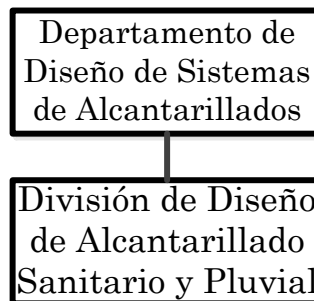 Departamento de
Diseño de Sistemas
de Alcantarillados
División de Diseño
de Alcantarillado
Sanitario y Pluvial